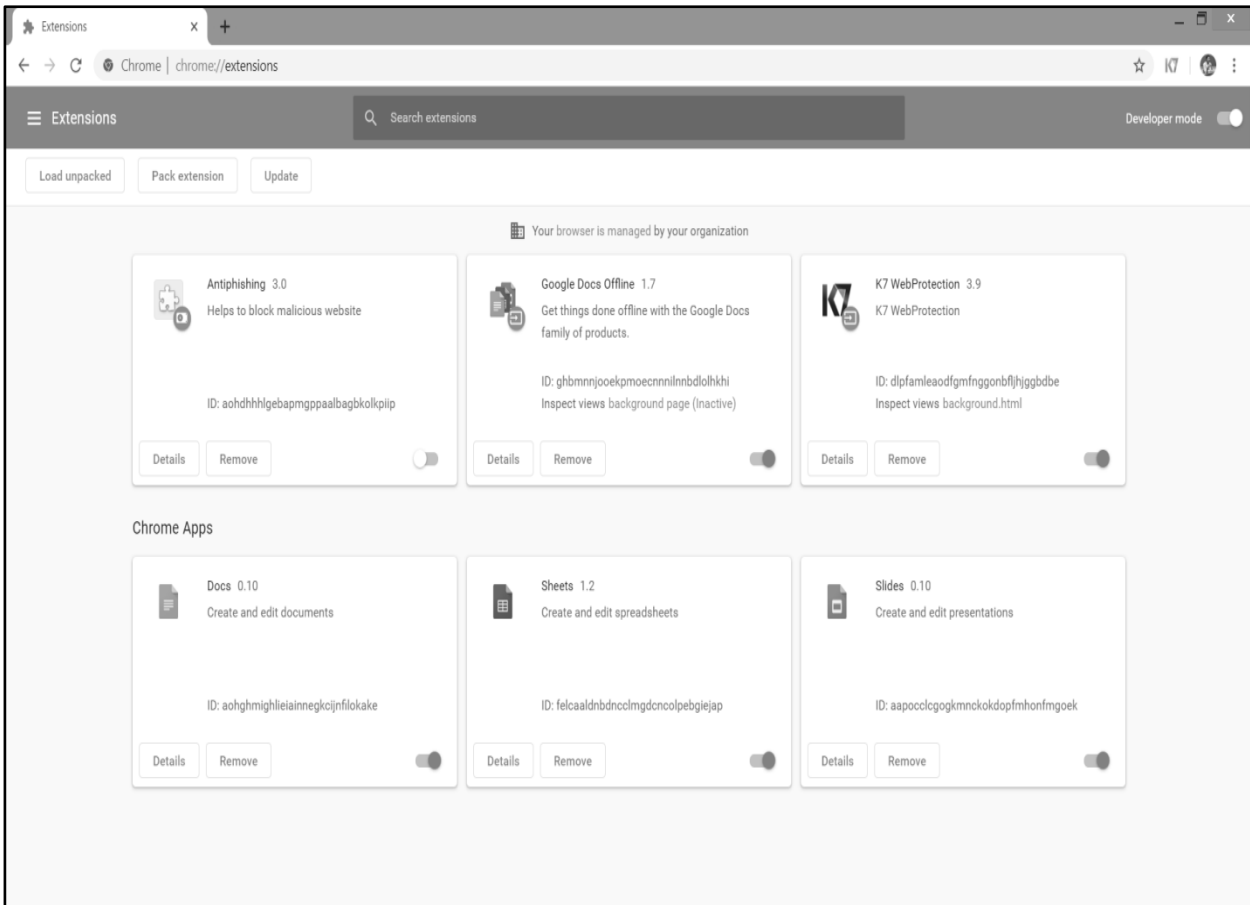 Extensions
Chrome | chrome://extensions
K7
Extensions
Search extensions
Developer mode
Load unpacked
Pack extension
Update
Your browser is managed by your organization
Antiphishing 3.0
Helps to block malicious website
ID: aohdhhhlgebapmgppaalbagbkolkpiip
Details
Remove
Google Docs Offline 1.7
Get things done offline with the Google Docs
family of products.
ID: ghbmnnjooekpmoecnnnilnnbdlolhkhi
Inspect views background page (Inactive)
Details
Remove
K7
K7 WebProtection 3.9
K7 WebProtection
ID: dlpfamleaodfgmfnggonbfljhjggbdbe
Inspect views background.html
Details
Remove
Chrome Apps
Docs 0.10
Create and edit documents
ID: aohghmighlieiainnegkcijnfilokake
Details
Remove
Sheets 1.2
Create and edit spreadsheets
ID: felcaaldnbdncclmgdcncolpebgiejap
Details
Remove
Slides 0.10
Create and edit presentations
ID: aapocclcgogkmnckokdopfmhonfmgoek
Details
Remove